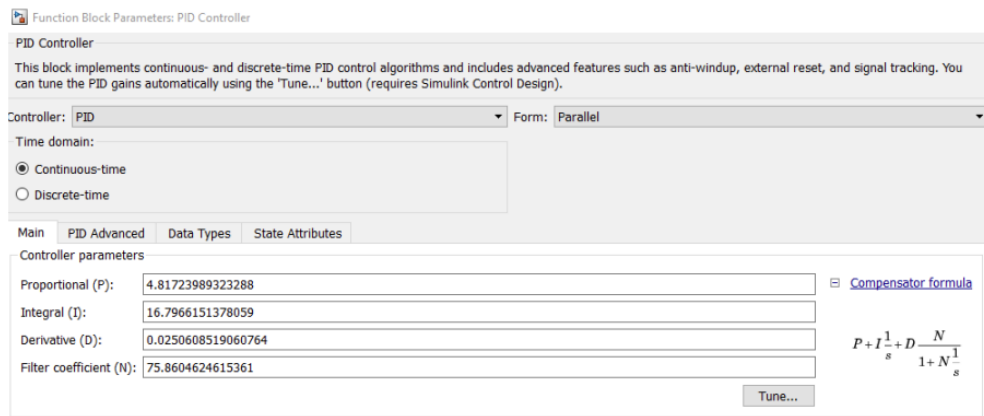 Function Block Parameters: PID Controller
PID Controller
This block implements continuous- and discrete-time PID control algorithms and includes advanced features such as anti-windup, external reset, and signal tracking. You
can tune the PID gains automatically using the 'Tune...' button (requires Simulink Control Design).
Controller: PID Form: Parallel
Time domain:
Continuous-time
Discrete-time
Main PID Advanced Data Types State Attributes
Controller parameters
Proportional (P): 4.81723989323288 Compensator formula
Integral (I): 16.7966151378059
Derivative (D): 0.0250608519060764
Filter coefficient (N): 75.8604624615361
P+I 1/s +D N/(1+N 1/s)
Tune...